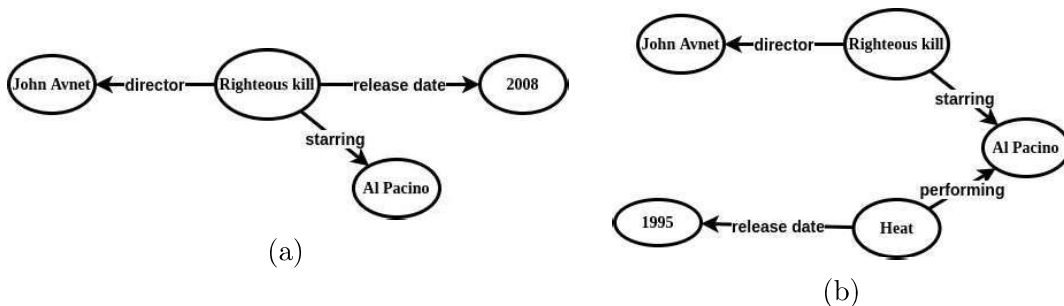 John Avnet
director
Righteous kill
release date
2008
starring
Al Pacino
(a)
John Avnet
director
Righteous kill
starring
Al Pacino
performing
1995
release date
Heat
(b)